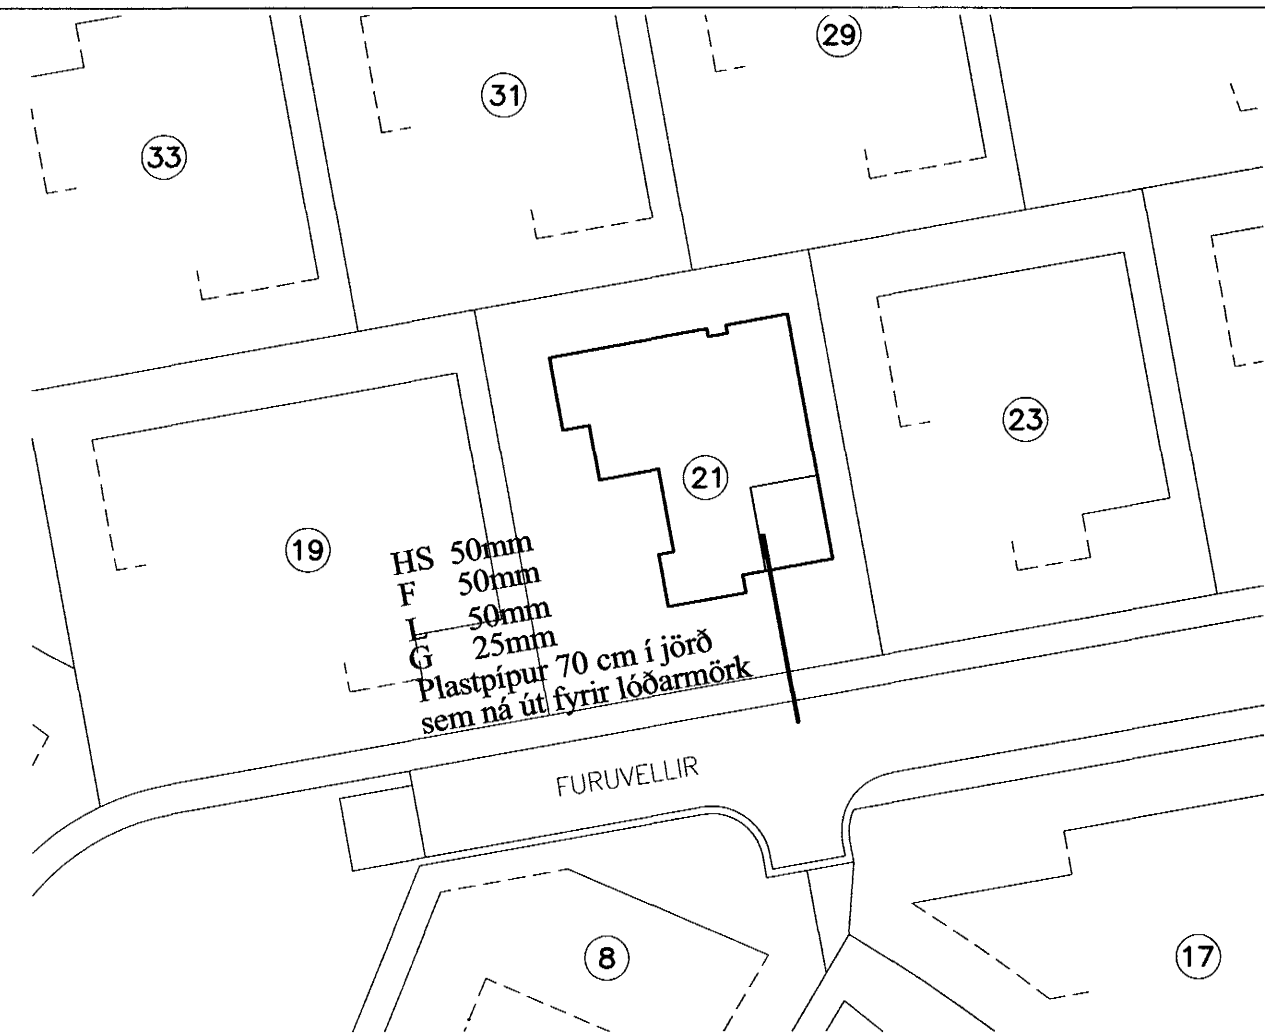 29
31
33
23
21
19
HS 50mm
F 50mm
L 50mm
G 25mm
Plastpípur 70 cm í jörð
sem ná út fyrir lóðarmörk
FURUVELLIR
8
17